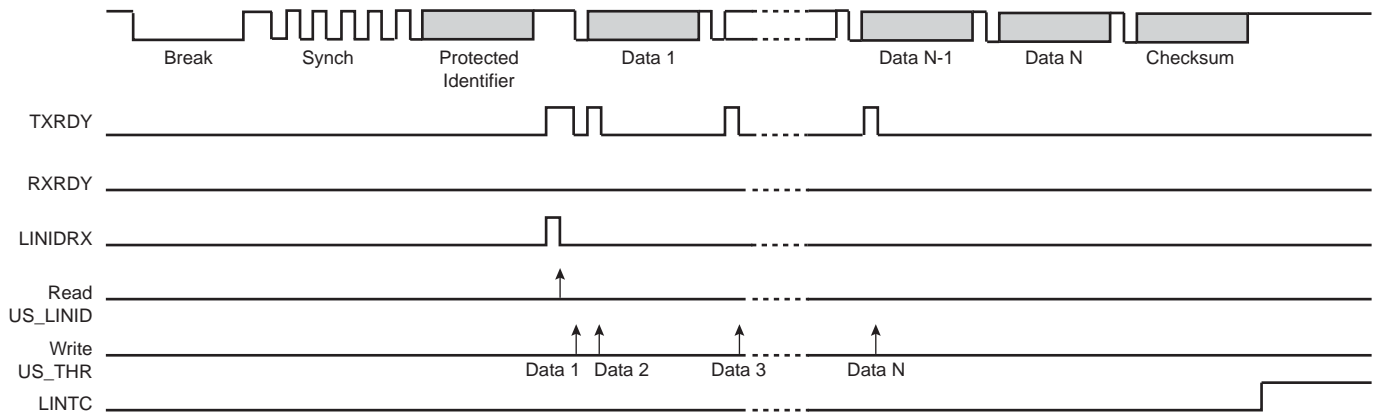 Break Synch Protected Data 1 Data N-1 Data N Checksum
Identifier
TXRDY
RXRDY
LINIDRX
Read
US_LINID
Write
US_THR
Data 1 Data 2 Data 3 Data N
LINTC